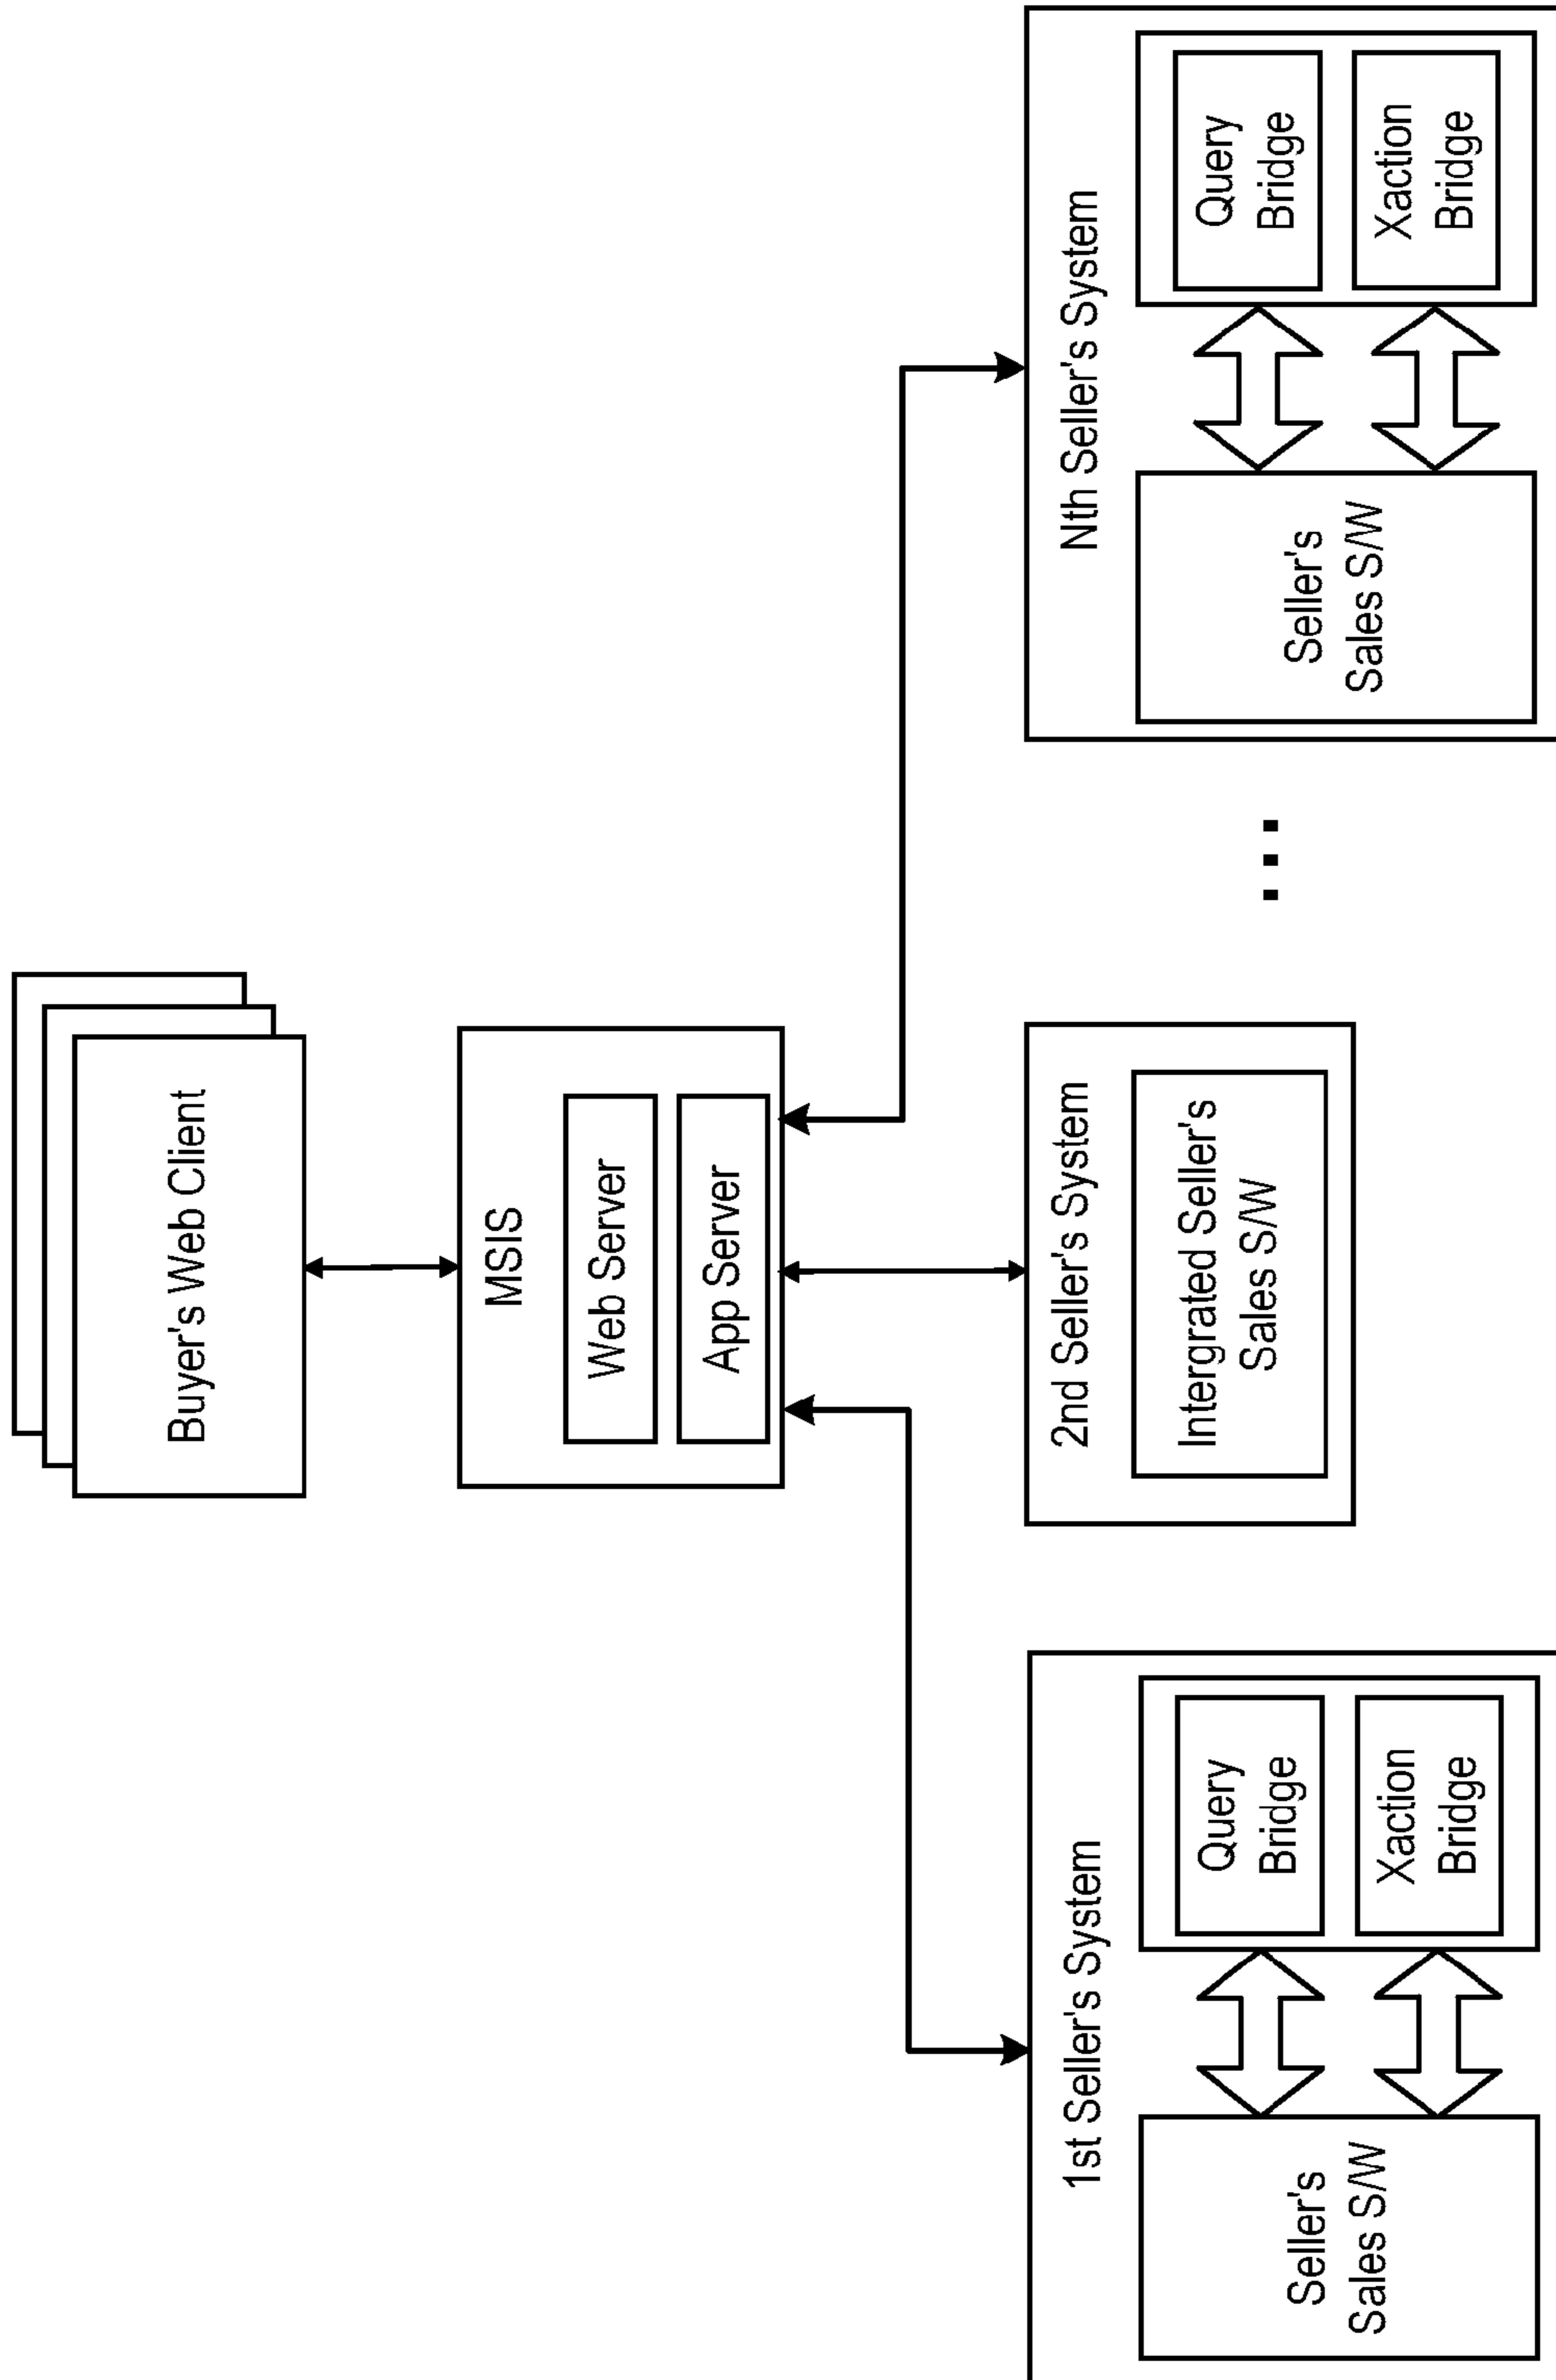 Buyer's Web Client
MSIS
Web Server
App Server
1st Seller's System
Seller's
Sales S/W
Query
Bridge
Xaction
Bridge
2nd Seller's System
Intergrated Seller's
Sales S/W
...
Nth Seller's System
Seller's
Sales S/W
Query
Bridge
Xaction
Bridge